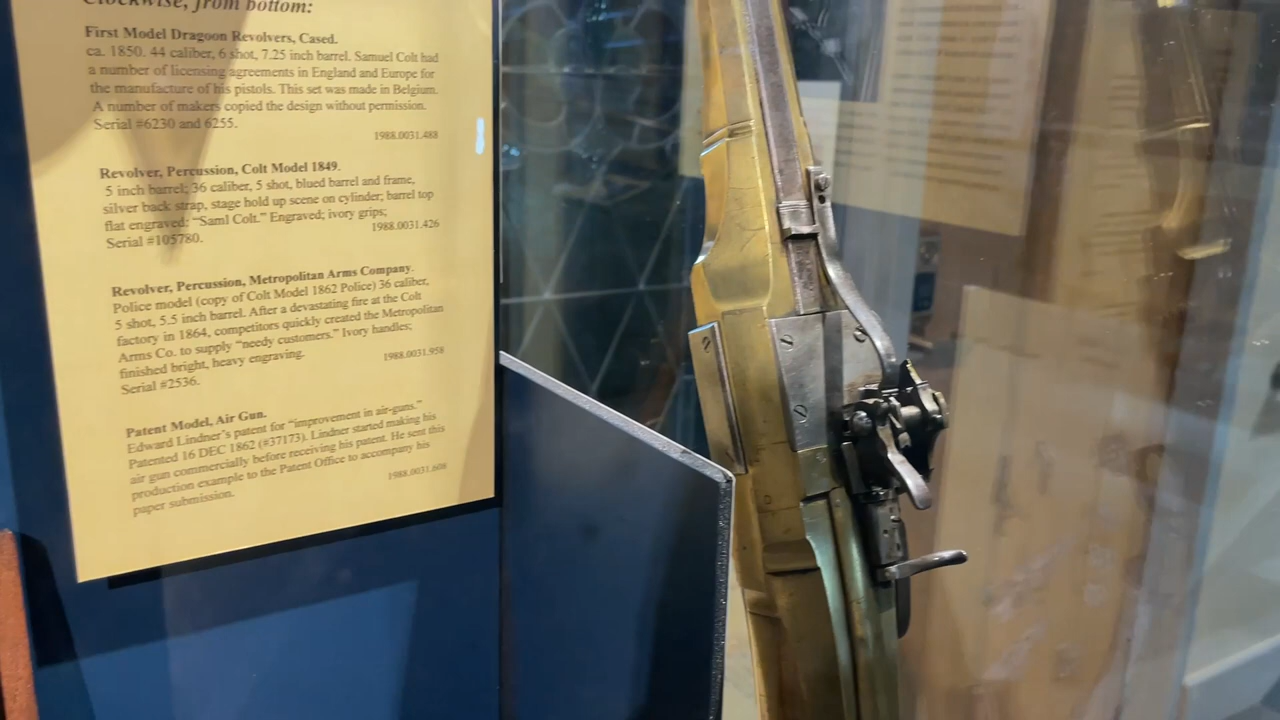 Clockwise, from bottom:
First Model Dragoon Revolvers, Cased.
ca. 1850. 44 caliber, 6 shot, 7.25 inch barrel. Samuel Colt had
a number of licensing agreements in England and Europe for
the manufacture of his pistols. This set was made in Belgium.
A number of makers copied the design without permission.
Serial #6230 and 6255.
1988.0031.488
Revolver, Percussion, Colt Model 1849.
5 inch barrel; 36 caliber, 5 shot, blued barrel and frame,
silver back strap, stage hold up scene on cylinder; barrel top
flat engraved: “Saml Colt.” Engraved; ivory grips;
1988.0031.426
Serial #105780.
Revolver, Percussion, Metropolitan Arms Company.
Police model (copy of Colt Model 1862 Police) 36 caliber,
5 shot, 5.5 inch barrel. After a devastating fire at the Colt
factory in 1864, competitors quickly created the Metropolitan
Arms Co. to supply “needy customers.” Ivory handles;
finished bright, heavy engraving.
1988.0031.958
Serial #2536.
Patent Model, Air Gun.
Edward Lindner's patent for “improvement in air-guns.”
Patented 16 DEC 1862 (#37173). Lindner started making his
air gun commercially before receiving his patent. He sent this
production example to the Patent Office to accompany his
paper submission.
1988.0031.608